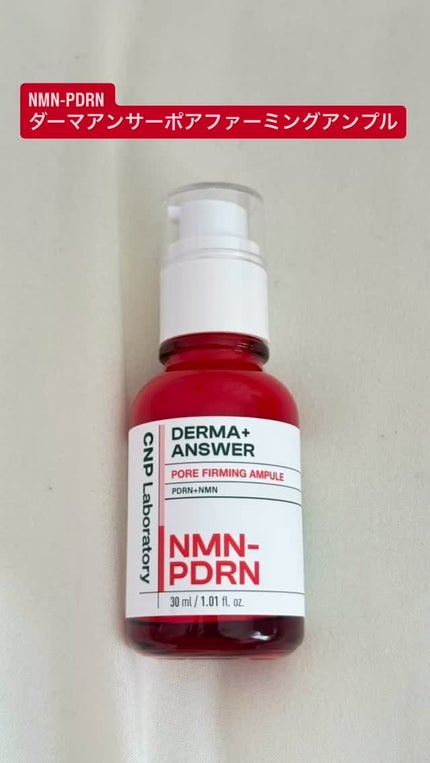 NMN-PDRN
ダーマアンサーポアファーミングアンプル
CNP Laboratory
DERMA+
ANSWER
PORE FIRMING AMPULE
PDRN+NMN
NMN-
PDRN
30 ml / 1.01 fl. oz.